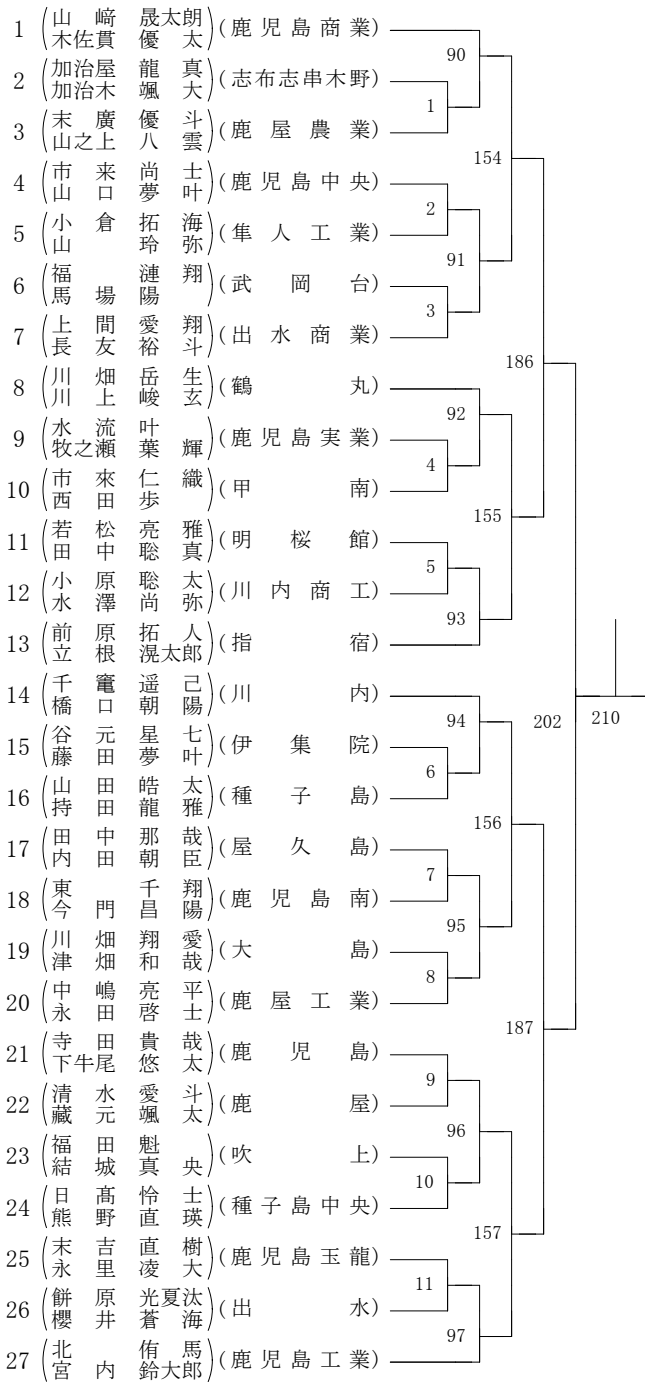 1 山﨑晟太朗 (鹿児島商業)
木佐貫優太
90
2 加治屋龍真 (志布志串木野)
加治木颯大
1
3 末廣優斗 (鹿屋農業)
山之上八雲
154
4 市来尚士 (鹿児島中央)
山口夢叶
2
5 小倉拓海 (隼人工業)
山玲弥
91
6 福漣翔 (武岡台)
馬場陽
3
7 上間愛翔 (出水商業)
長友裕斗
186
8 川畑岳生 (鶴丸)
川上峻玄
92
9 水流叶 (鹿児島実業)
牧之瀬葉輝
4
10 市來仁織 (甲南)
西田歩
155
11 若松亮雅 (明桜館)
田中聡真
5
12 小原聡太 (川内商工)
水澤尚弥
93
13 前原拓人 (指宿)
立根滉太郎
14 千竃遥己 (川内)
橋口朝陽
94
202 210
15 谷元星七 (伊集院)
藤田夢叶
6
16 山田皓太 (種子島)
持田龍雅
156
17 田中那哉 (屋久島)
内田朝臣
7
18 東千翔 (鹿児島南)
今門昌陽
95
19 川畑翔愛 (大島)
津畑和哉
8
20 中嶋亮平 (鹿屋工業)
永田啓士
187
21 寺田貴哉 (鹿児島)
下牛尾悠太
9
22 清水愛斗 (鹿屋)
藏元颯太
96
23 福田魁 (吹上)
結城真央
10
24 日髙怜士 (種子島中央)
熊野直瑛
157
25 末吉直樹 (鹿児島玉龍)
永里凌大
11
26 餅原光夏汰 (出水)
櫻井蒼海
97
27 北侑馬 (鹿児島工業)
宮内鈴太郎